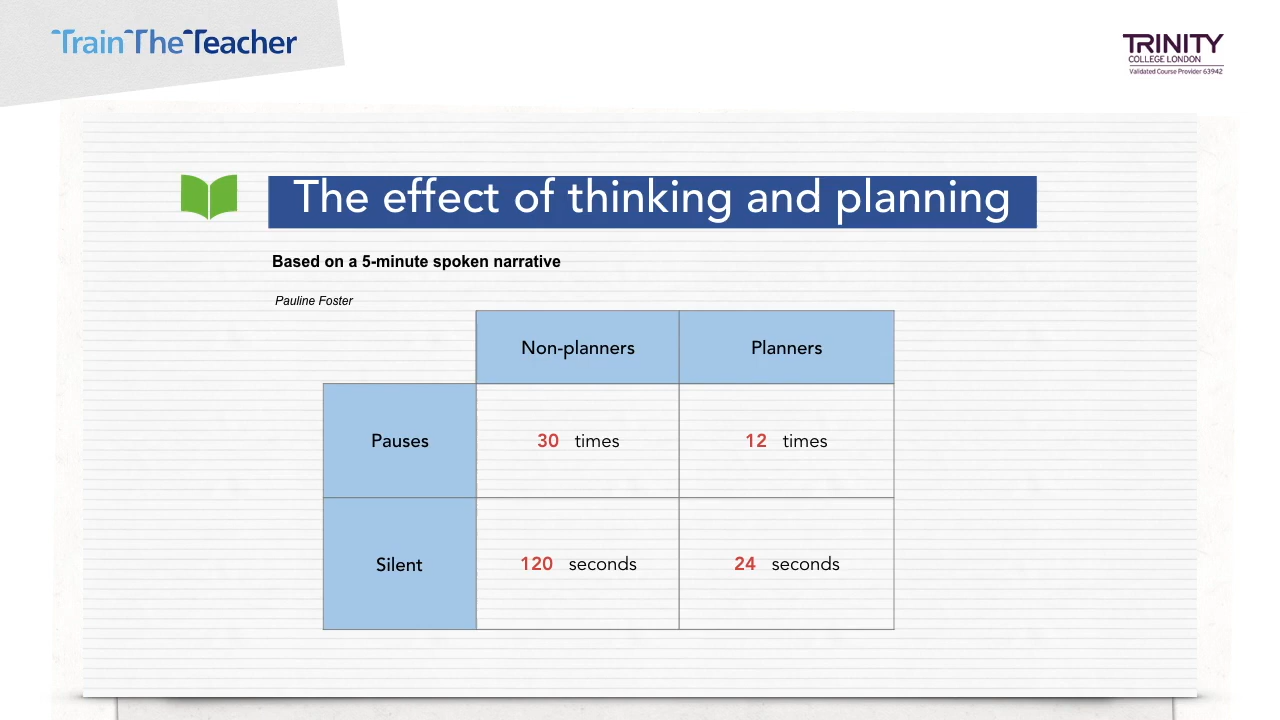 TrainTheTeacher
TRINITY
COLLEGE LONDON
Validated Course Provider 63942
The effect of thinking and planning
Based on a 5-minute spoken narrative
Pauline Foster
Non-planners Planners
Pauses 30 times 12 times
Silent 120 seconds 24 seconds